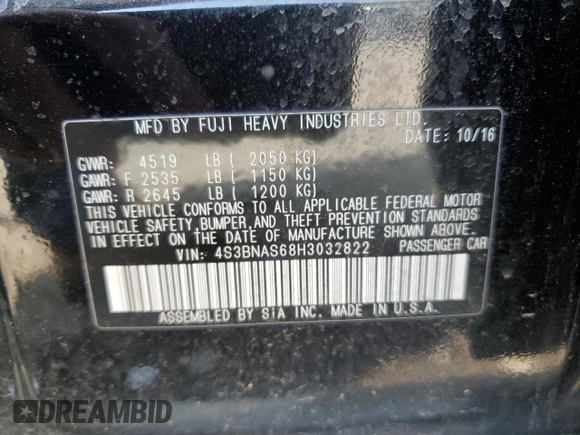 MFD BY FUJI HEAVY INDUSTRIES LTD.
DATE: 10/16
GVWR: 4519 LB ( 2050 KG)
GAWR: F 2535 LB ( 1150 KG)
GAWR: R 2645 LB ( 1200 KG)
THIS VEHICLE CONFORMS TO ALL APPLICABLE FEDERAL MOTOR
VEHICLE SAFETY,BUMPER,AND THEFT PREVENTION STANDARDS
IN EFFECT ON THE DATE OF MANUFACTURE SHOWN ABOVE.
VIN: 4S3BNAS68H3032822 PASSENGER CAR
ASSEMBLED BY SiA INC. MADE IN U.S.A.
DREAMBID